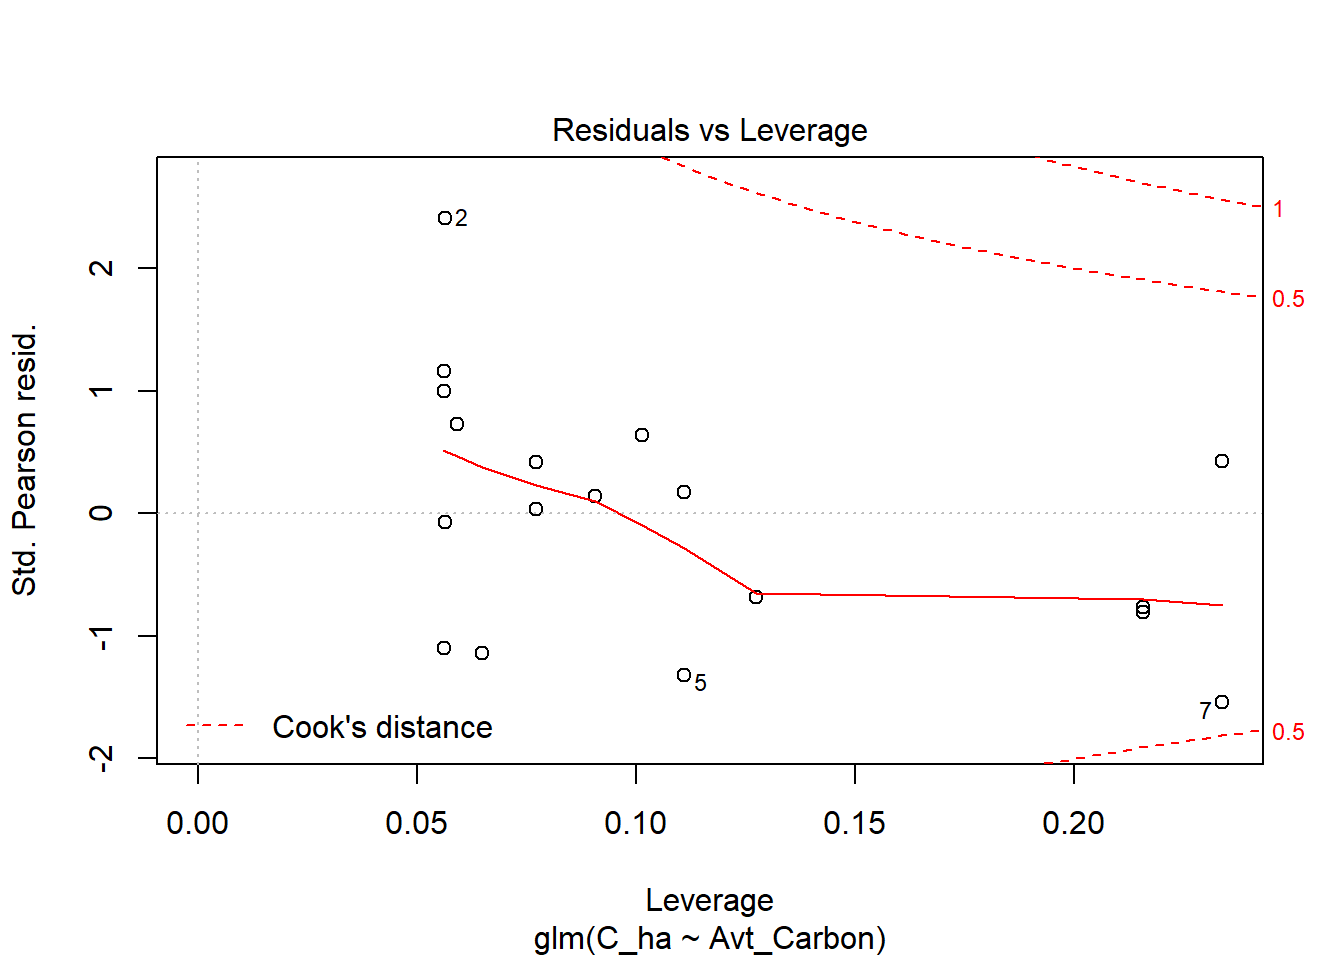 Residuals vs Leverage
Std. Pearson resid.
2
1
0
-1
-2
2
5
7
1
0.5
0.5
Cook's distance
0.00 0.05 0.10 0.15 0.20
Leverage
glm(C_ha ~ Avt_Carbon)